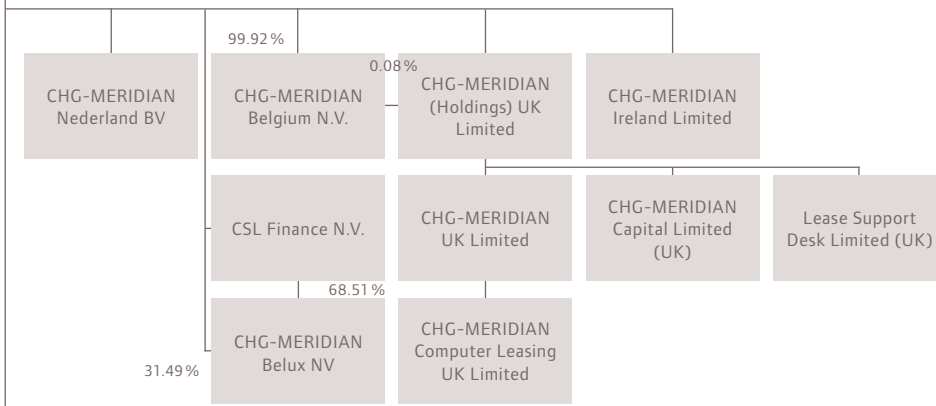 99.92 %
0.08 %
CHG-MERIDIAN
Nederland BV
CHG-MERIDIAN
Belgium N.V.
CHG-MERIDIAN
(Holdings) UK
Limited
CHG-MERIDIAN
Ireland Limited
CSL Finance N.V.
CHG-MERIDIAN
UK Limited
CHG-MERIDIAN
Capital Limited
(UK)
Lease Support
Desk Limited (UK)
68.51 %
31.49 %
CHG-MERIDIAN
Belux NV
CHG-MERIDIAN
Computer Leasing
UK Limited